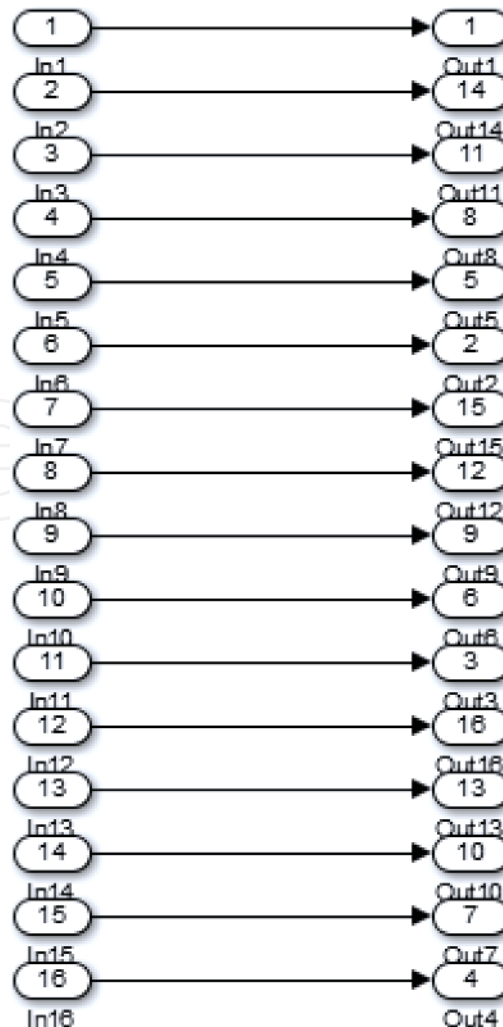 1 1
In1 Out1
2 14
In2 Out14
3 11
In3 Out11
4 8
In4 Out8
5 5
In5 Out5
6 2
In6 Out2
7 15
In7 Out15
8 12
In8 Out12
9 9
In9 Out9
10 6
In10 Out6
11 3
In11 Out3
12 16
In12 Out16
13 13
In13 Out13
14 10
In14 Out10
15 7
In15 Out7
16 4
In16 Out4